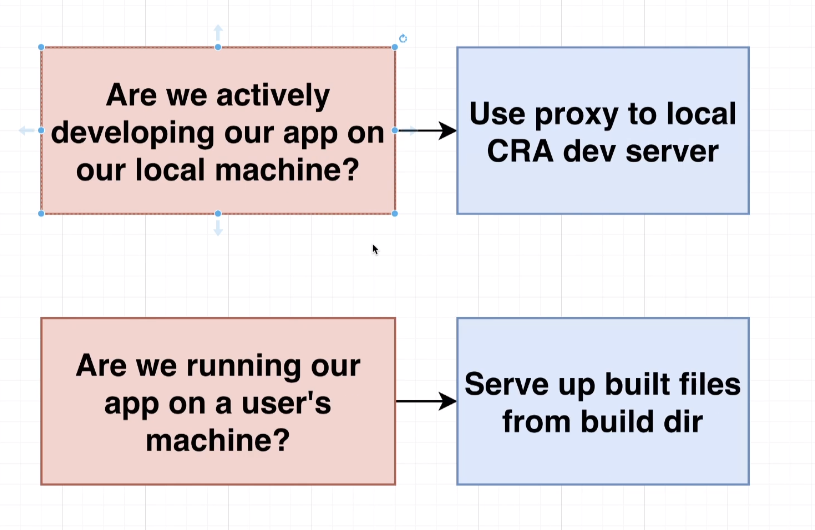 Are we actively
developing our app on
our local machine?
Use proxy to local
CRA dev server
Are we running our
app on a user's
machine?
Serve up built files
from build dir